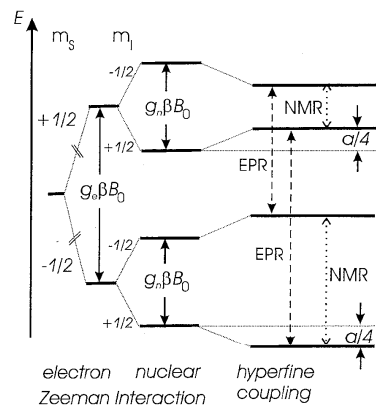 E
m_S
m_I
-1/2
+1/2
g_nβB_0
NMR
a/4
+1/2
g_eβB_0
EPR
-1/2
-1/2
EPR
g_nβB_0
NMR
+1/2
a/4
electron nuclear hyperfine
Zeeman Interaction coupling